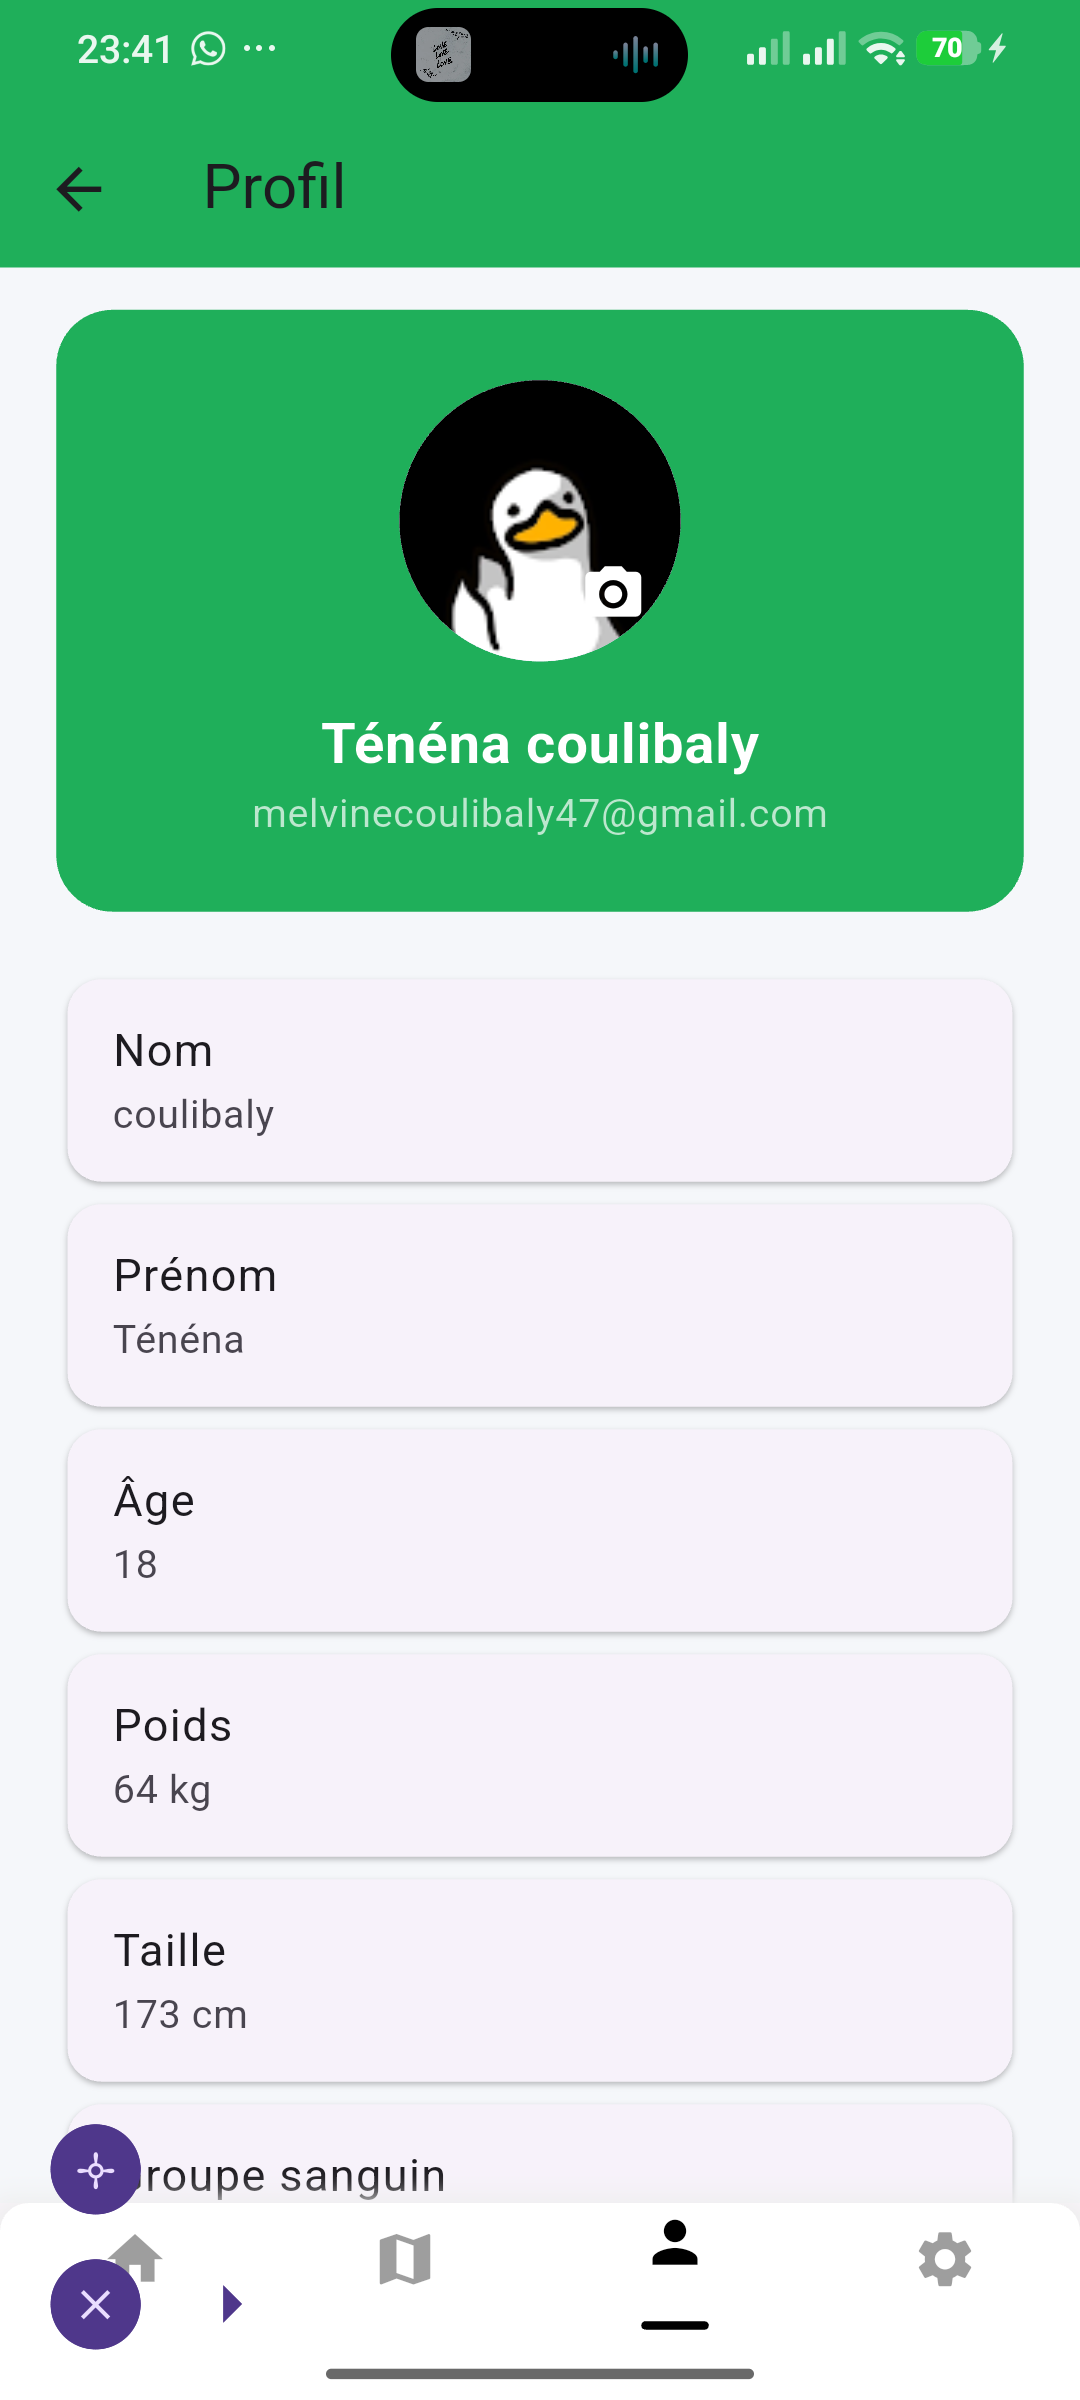 23:41
70
Profil
Ténéna coulibaly
melvinecoulibaly47@gmail.com
Nom
coulibaly
Prénom
Ténéna
Âge
18
Poids
64 kg
Taille
173 cm
roupe sanguin